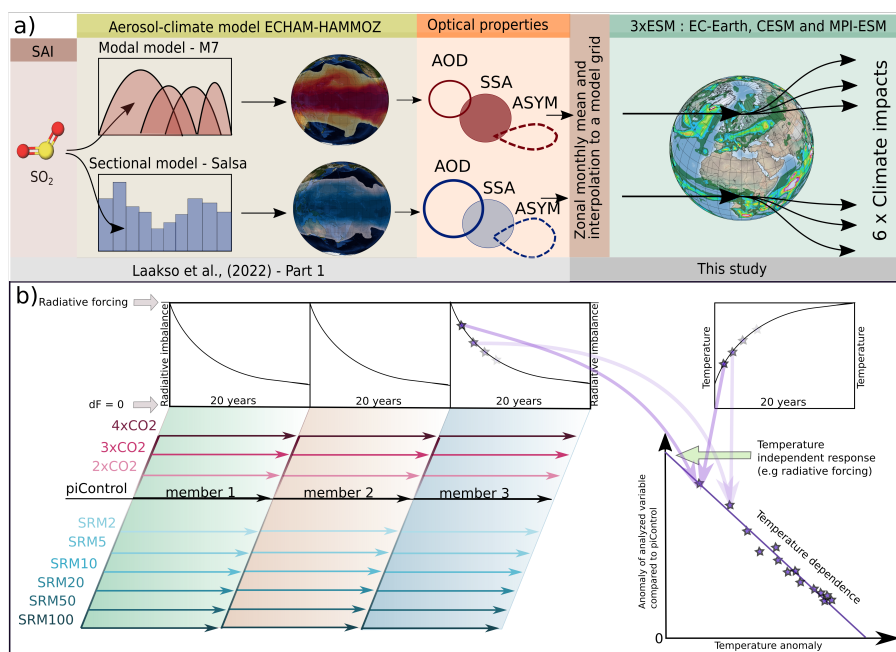 a)
Aerosol-climate model ECHAM-HAMMOZ
Optical properties
3xESM : EC-Earth, CESM and MPI-ESM
SAI
Modal model - M7
SO2
Sectional model - Salsa
AOD
SSA
ASYM
AOD
SSA
ASYM
Zonal monthly mean and
interpolation to a model grid
6 x Climate impacts
Laakso et al., (2022) - Part 1
This study
b)
Radiative forcing
Radiaitive imbalance
Radiaitive imbalance
dF = 0
20 years
20 years
20 years
4xCO2
3xCO2
2xCO2
piControl
member 1
member 2
member 3
SRM2
SRM5
SRM10
SRM20
SRM50
SRM100
Temperature
Temperature
20 years
Temperature
independent response
(e.g radiative forcing)
Temperature dependence
Anomaly of analyzed variable
compared to piControl
0
Temperature anomaly